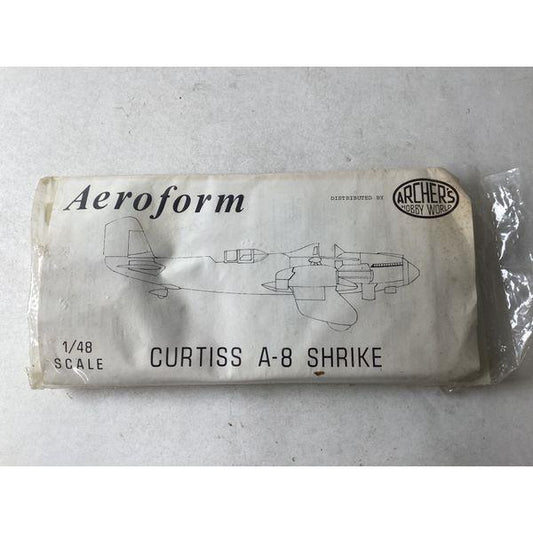 Aeroform
DISTRIBUTED BY
ARCHER'S
HOBBY WORLD
1/48
SCALE
CURTISS A-8 SHRIKE